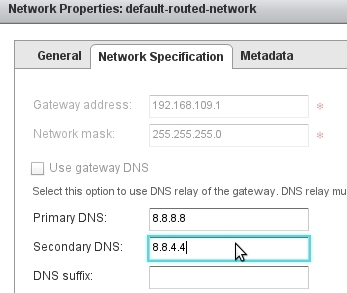 Network Properties: default-routed-network
General Network Specification Metadata
Gateway address: 192.168.109.1 *
Network mask: 255.255.255.0 *
Use gateway DNS
Select this option to use DNS relay of the gateway. DNS relay mu
Primary DNS: 8.8.8.8
Secondary DNS: 8.8.4.4
DNS suffix: